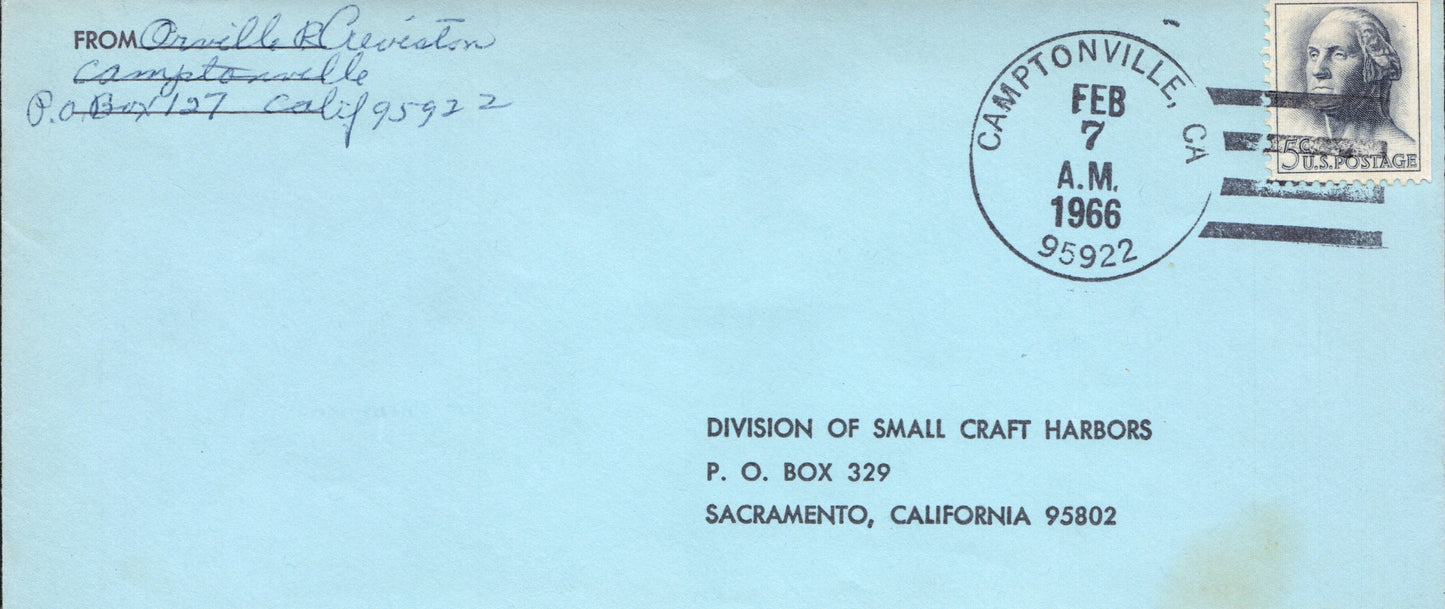 FROM Orville R Creviston
Camptonville
P.O. Box 127 Calif 95922
CAMPTONVILLE, CA
FEB
7
A.M.
1966
95922
5c U.S. POSTAGE
DIVISION OF SMALL CRAFT HARBORS
P. O. BOX 329
SACRAMENTO, CALIFORNIA 95802